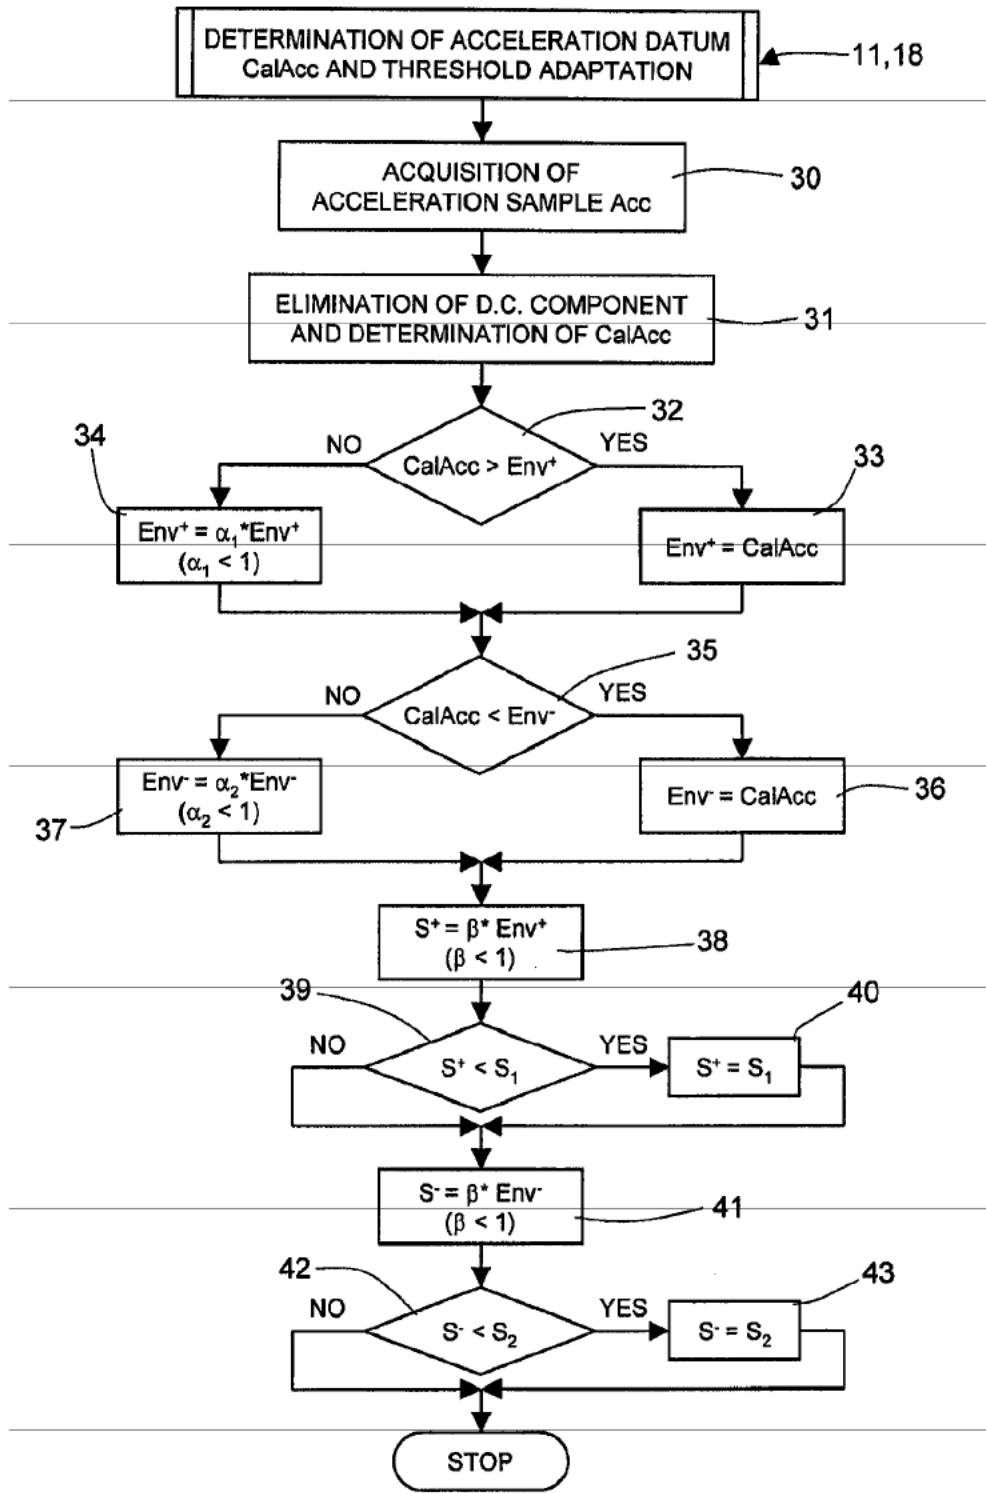 DETERMINATION OF ACCELERATION DATUM
CalAcc AND THRESHOLD ADAPTATION
11,18
ACQUISITION OF
ACCELERATION SAMPLE Acc
30
ELIMINATION OF D.C. COMPONENT
AND DETERMINATION OF CalAcc
31
32
34
NO
YES
CalAcc > Env⁺
33
Env⁺ = α₁*Env⁺
(α₁ < 1)
Env⁺ = CalAcc
35
NO
YES
CalAcc < Env⁻
Env⁻ = α₂*Env⁻
(α₂ < 1)
37
Env⁻ = CalAcc
36
S⁺ = β* Env⁺
(β < 1)
38
39
40
NO
YES
S⁺ < S₁
S⁺ = S₁
S⁻ = β* Env⁻
(β < 1)
41
42
43
NO
YES
S⁻ < S₂
S⁻ = S₂
STOP